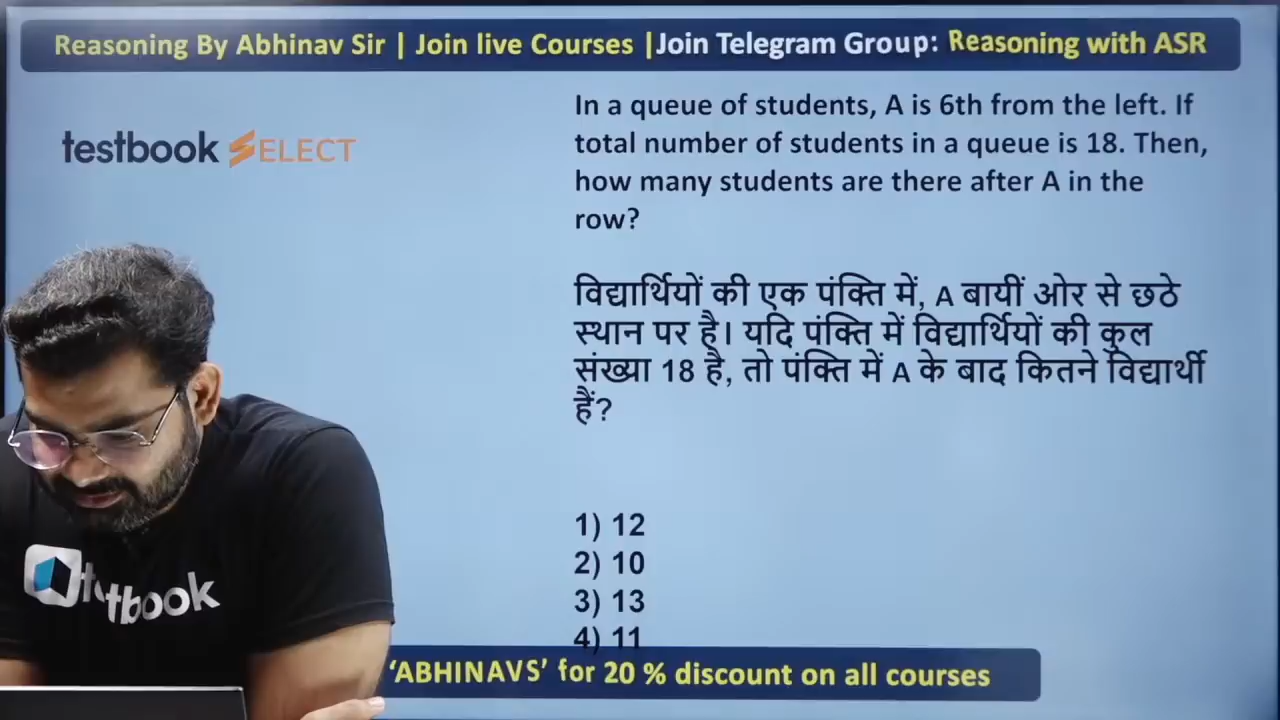 Reasoning By Abhinav Sir | Join live Courses |Join Telegram Group: Reasoning with ASR
testbook SELECT
In a queue of students, A is 6th from the left. If
total number of students in a queue is 18. Then,
how many students are there after A in the
row?
विद्यार्थियों की एक पंक्ति में, A बायीं ओर से छठे
स्थान पर है। यदि पंक्ति में विद्यार्थियों की कुल
संख्या 18 है, तो पंक्ति में A के बाद कितने विद्यार्थी
हैं?
1) 12
2) 10
3) 13
4) 11
testbook
‘ABHINAVS’ for 20 % discount on all courses